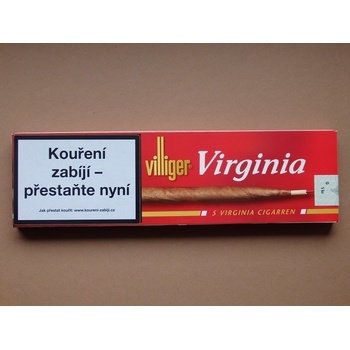 Kouření
zabíjí –
přestaňte nyní
Jak přestat kouřit: www.koureni-zabiji.cz
villiger
Virginia
5 VIRGINIA CIGARREN